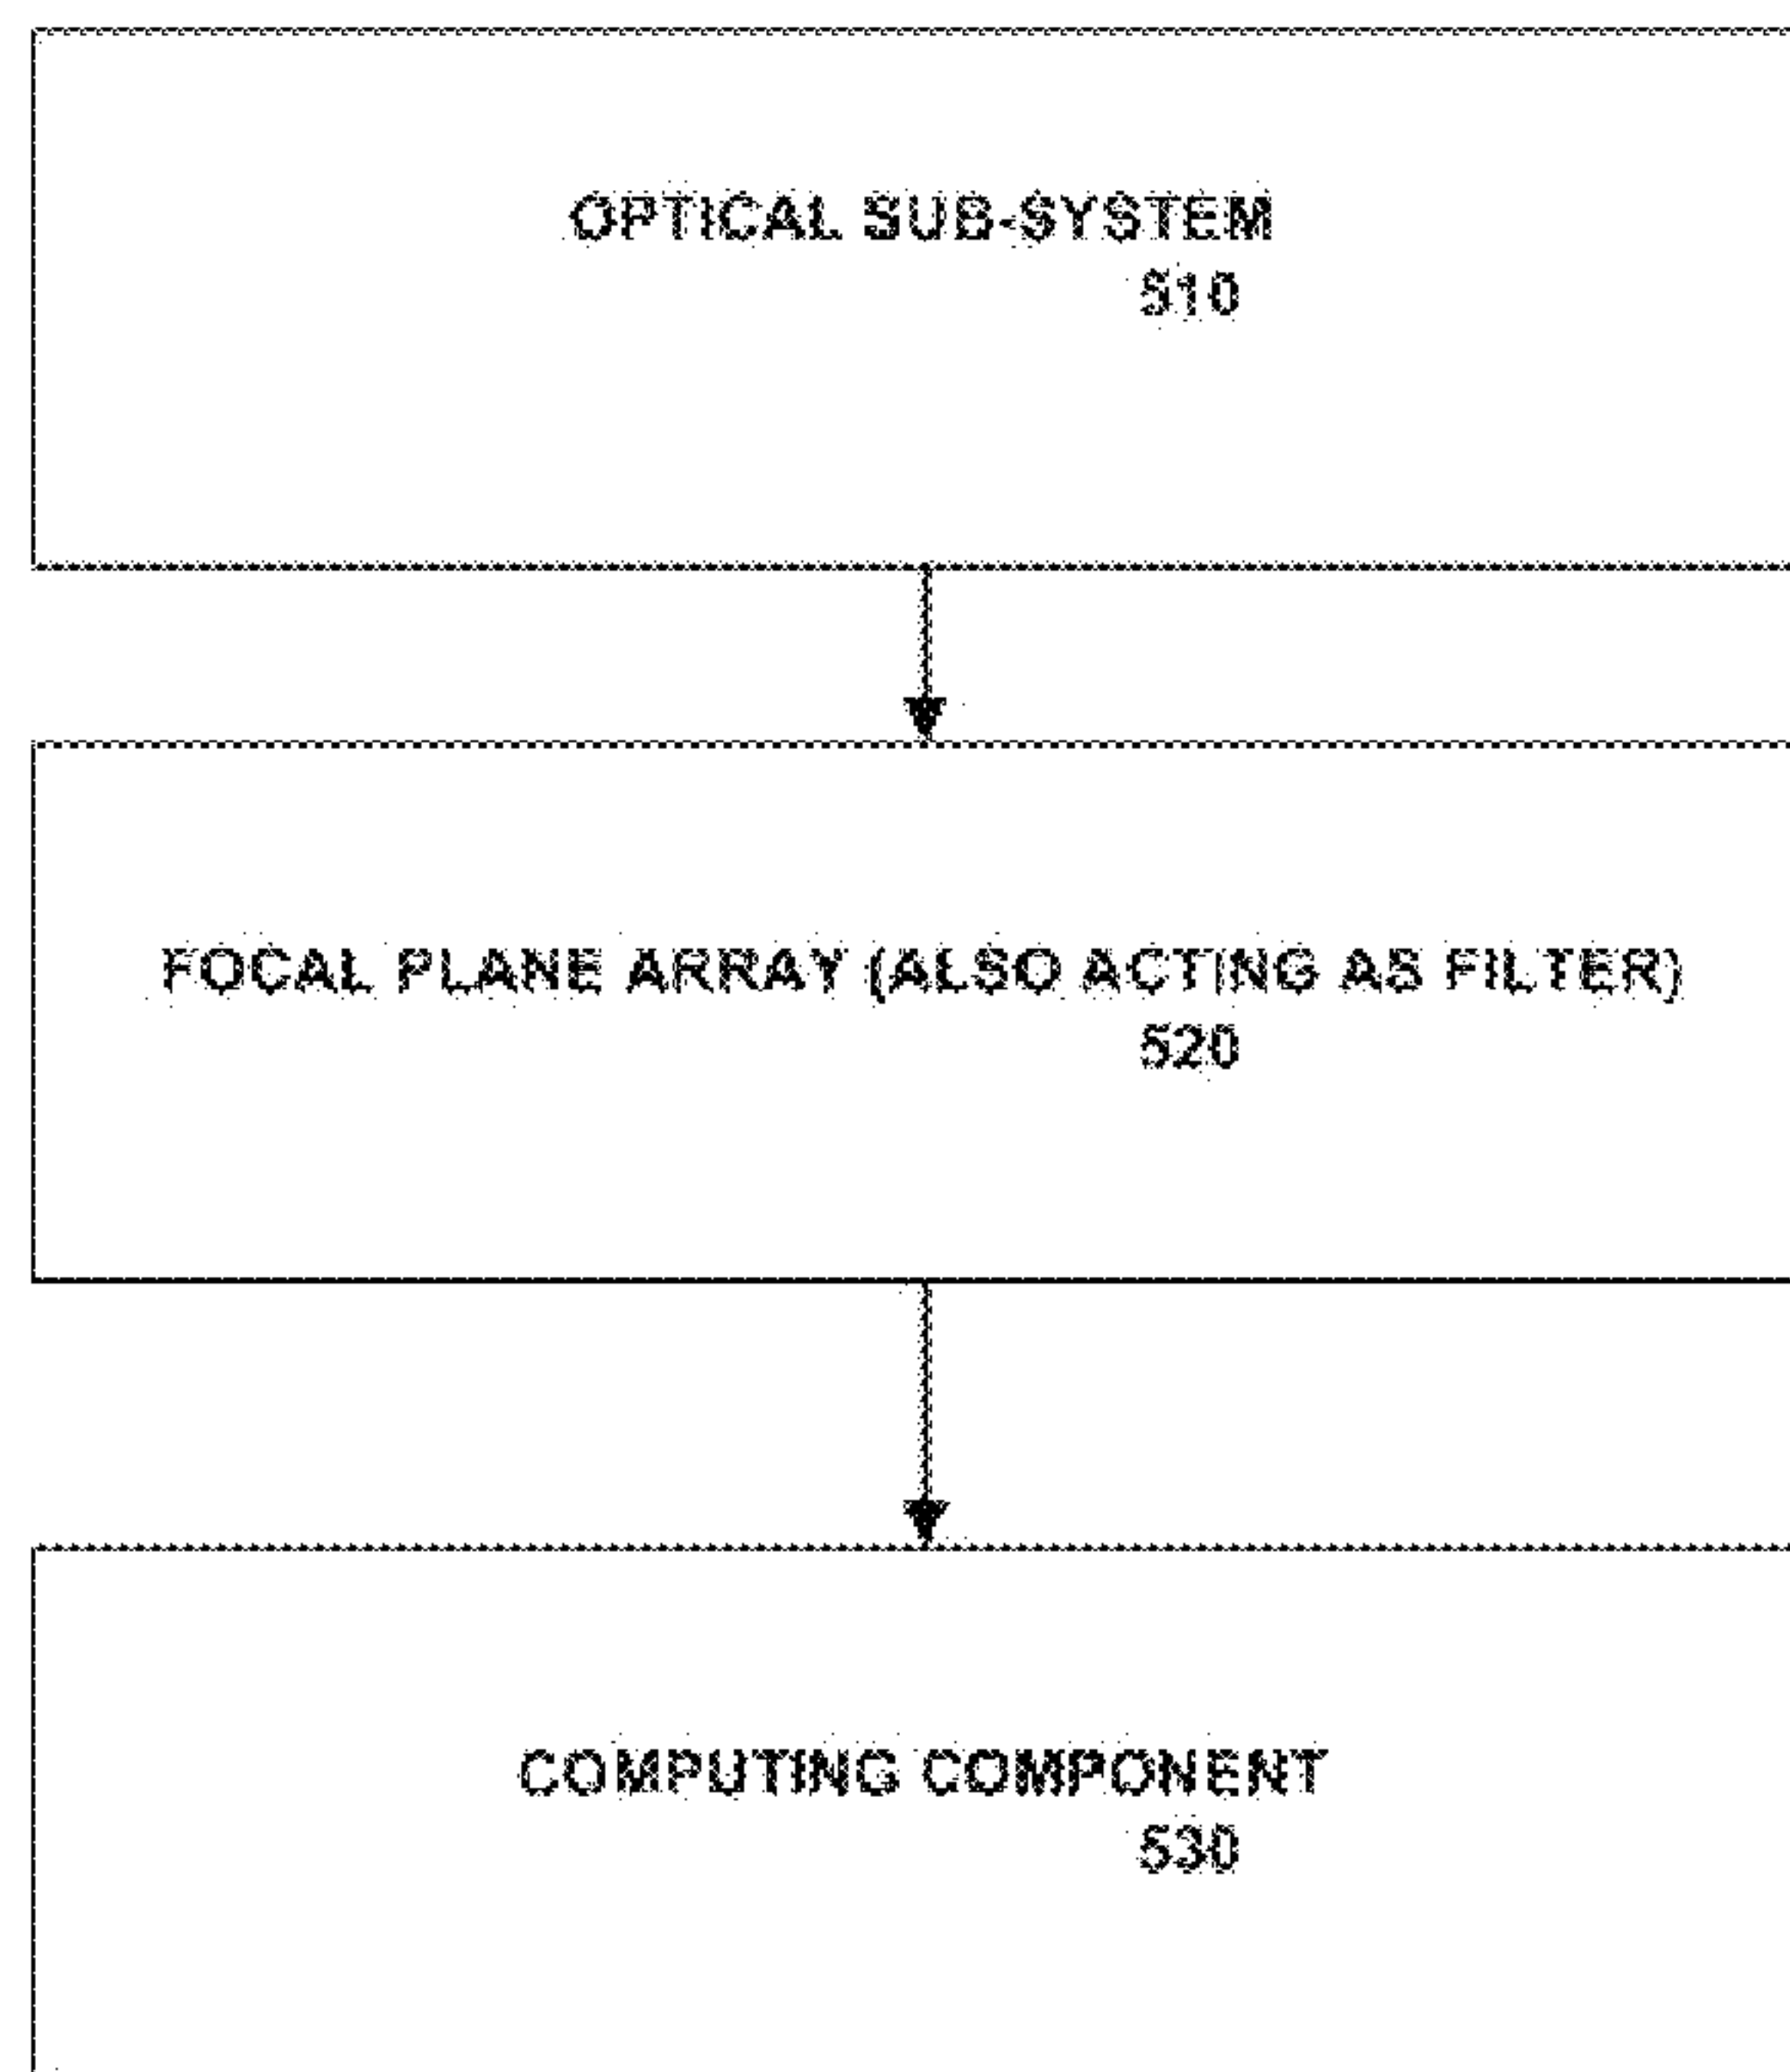 OPTICAL SUB-SYSTEM
510
FOCAL PLANE ARRAY (ALSO ACTING AS FILTER)
520
COMPUTING COMPONENT
530